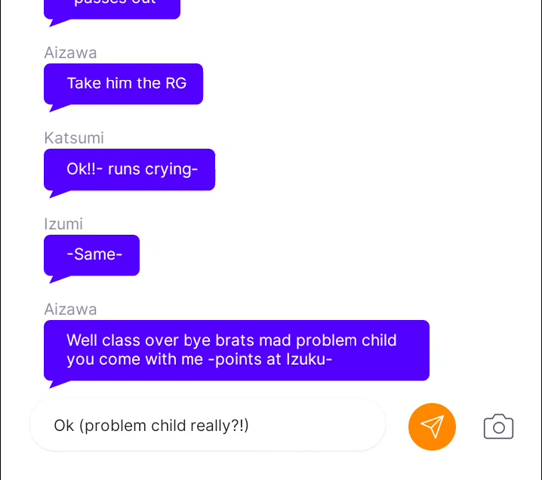 passes out
Aizawa
Take him the RG
Katsumi
Ok!!- runs crying-
Izumi
-Same-
Aizawa
Well class over bye brats mad problem child
you come with me -points at Izuku-
Ok (problem child really?!)